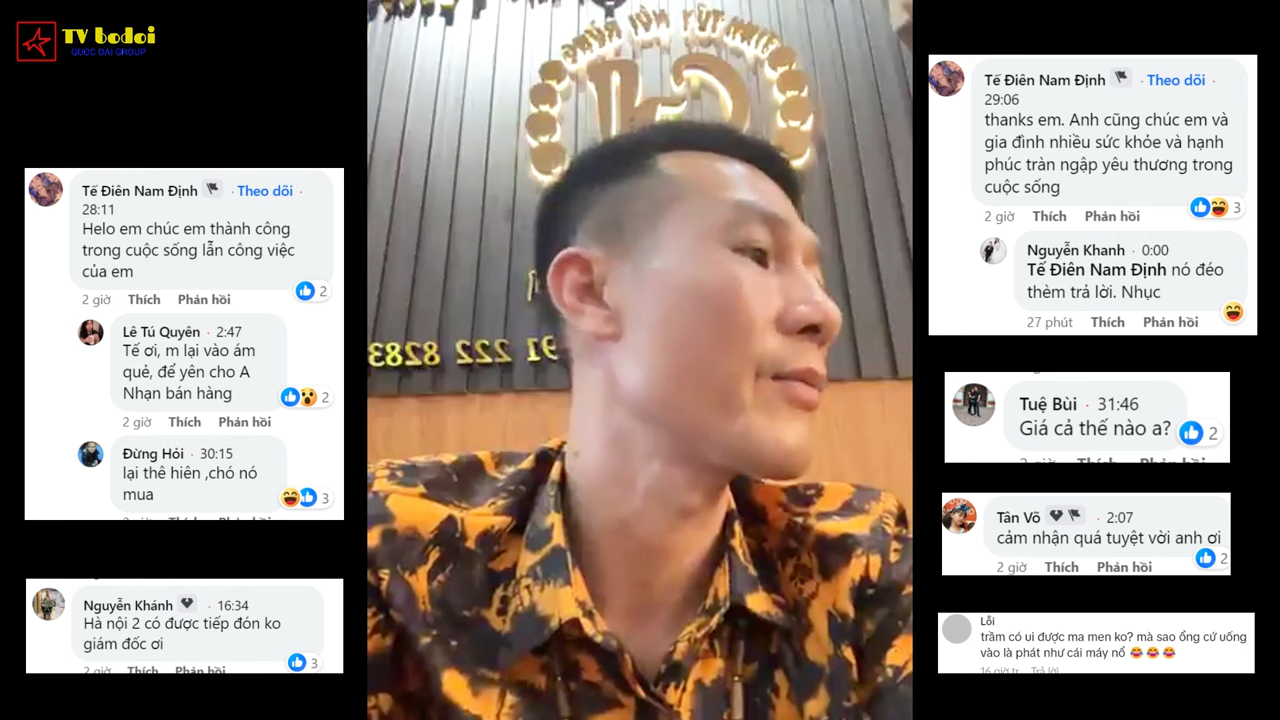 TV bodoi
QUOC DAI GROUP
Tế Điên Nam Định · Theo dõi ·
28:11
Helo em chúc em thành công
trong cuộc sống lẫn công việc
của em
2 giờ Thích Phản hồi
2
Lê Tú Quyên · 2:47
Tế ơi, m lại vào ám
quẻ, để yên cho A
Nhạn bán hàng
2
2 giờ Thích Phản hồi
Đừng Hỏi · 30:15
lại thê hiên ,chó nó
mua
3
Nguyễn Khánh · 16:34
Hà nội 2 có được tiếp đón ko
giám đốc ơi
3
2 giờ Thích Phản hồi
91 222 8283
Tế Điên Nam Định · Theo dõi ·
29:06
thanks em. Anh cũng chúc em và
gia đình nhiều sức khỏe và hạnh
phúc tràn ngập yêu thương trong
cuộc sống
2 giờ Thích Phản hồi
3
Nguyễn Khanh · 0:00
Tế Điên Nam Định nó đéo
thèm trả lời. Nhục
27 phút Thích Phản hồi
Tuệ Bùi · 31:46
Giá cả thế nào a?
2
Tân Võ · 2:07
cảm nhận quá tuyệt vời anh ơi
2
2 giờ Thích Phản hồi
Lỗi
trầm có ui được ma men ko? mà sao ổng cứ uống
vào là phát như cái máy nổ 😂 😂 😂
16 giờ tr Trả lời